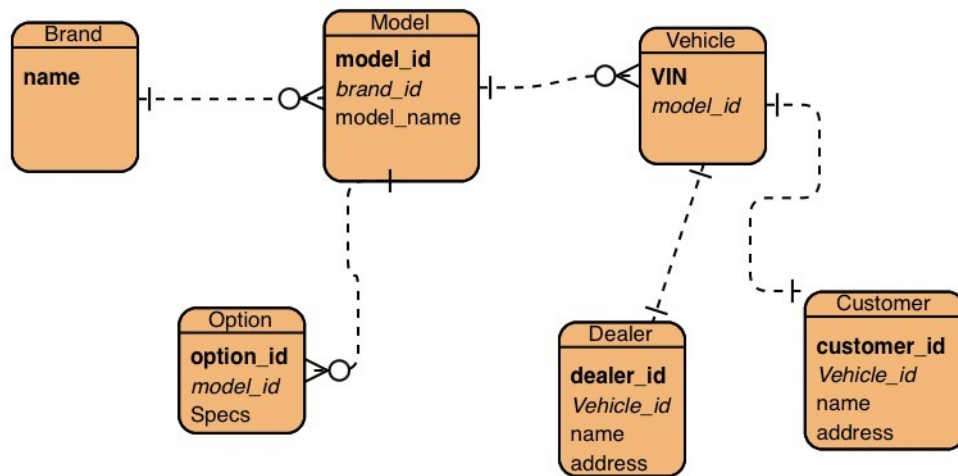 Brand
name
Model
model_id
brand_id
model_name
Vehicle
VIN
model_id
Option
option_id
model_id
Specs
Dealer
dealer_id
Vehicle_id
name
address
Customer
customer_id
Vehicle_id
name
address